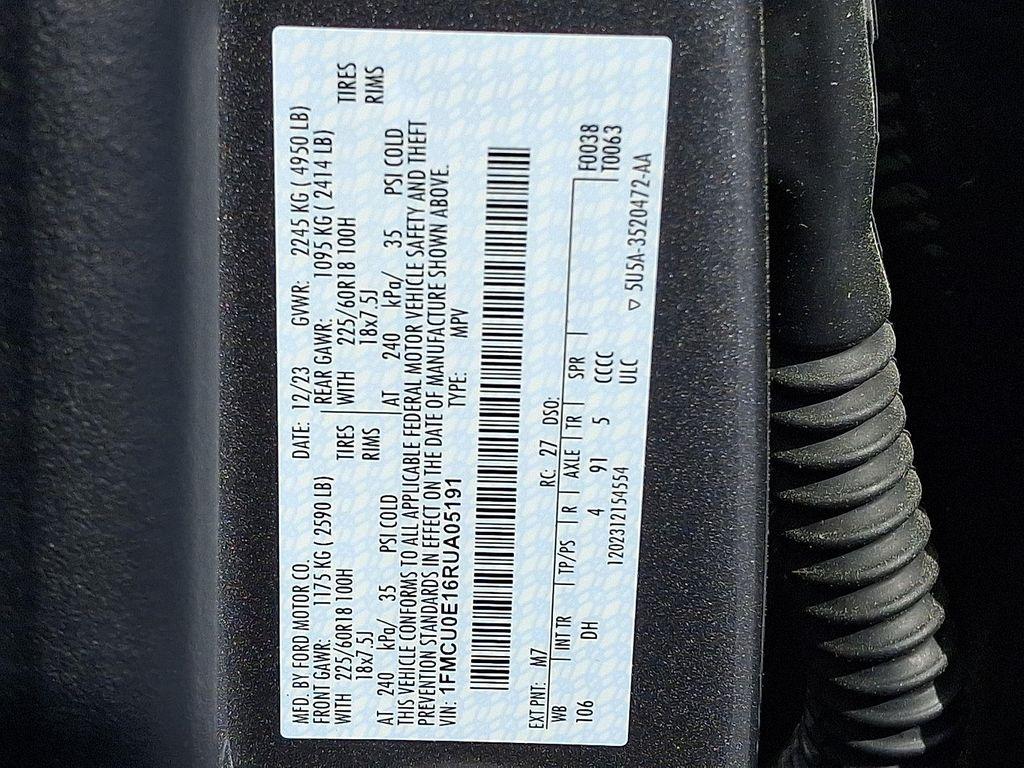 MFD. BY FORD MOTOR CO. DATE: 12/23 GVWR: 2245 KG ( 4950 LB)
FRONT GAWR: 1175 KG ( 2590 LB) REAR GAWR: 1095 KG ( 2414 LB)
WITH 225/60R18 100H TIRES WITH 225/60R18 100H TIRES
18x7.5J RIMS 18x7.5J RIMS
AT 240 kPa/ 35 PSI COLD AT 240 kPa/ 35 PSI COLD
THIS VEHICLE CONFORMS TO ALL APPLICABLE FEDERAL MOTOR VEHICLE SAFETY AND THEFT
PREVENTION STANDARDS IN EFFECT ON THE DATE OF MANUFACTURE SHOWN ABOVE.
VIN: 1FMCU0E16RUA05191 TYPE: MPV
EXT PNT: M7 RC: 27 DSO:
WB INT TR TP/PS R AXLE TR SPR F0038
106 DH 4 91 5 CCCC T0063
1202312154554 ULC ▽ 5U5A-3520472-AA